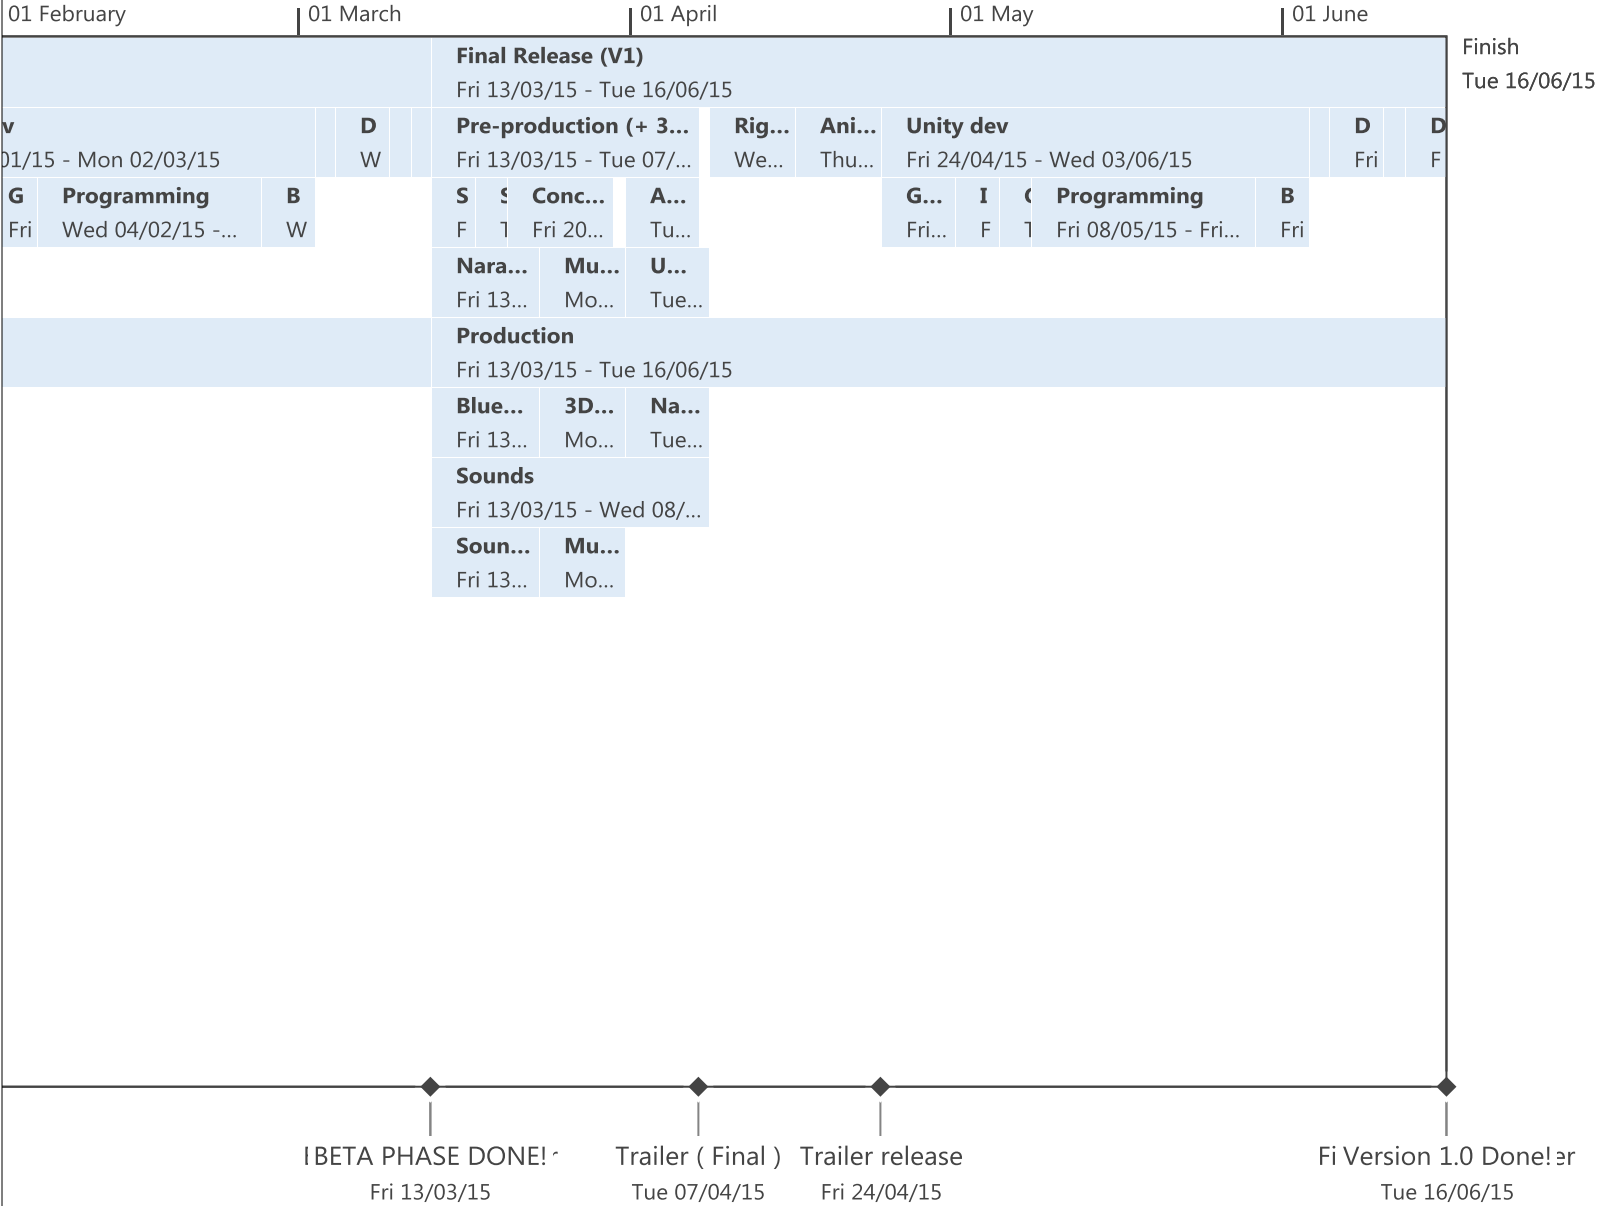 01 February 01 March 01 April 01 May 01 June
Finish
Tue 16/06/15
Final Release (V1)
Fri 13/03/15 - Tue 16/06/15
v D Pre-production (+ 3... Rig... Ani... Unity dev D D
01/15 - Mon 02/03/15 W Fri 13/03/15 - Tue 07/... We... Thu... Fri 24/04/15 - Wed 03/06/15 Fri F
G Programming B S Conc... A... G... I Programming B
Fri Wed 04/02/15 -... W F Fri 20... Tu... Fri... F Fri 08/05/15 - Fri... Fri
Nara... Mu... U...
Fri 13... Mo... Tue...
Production
Fri 13/03/15 - Tue 16/06/15
Blue... 3D... Na...
Fri 13... Mo... Tue...
Sounds
Fri 13/03/15 - Wed 08/...
Soun... Mu...
Fri 13... Mo...
BETA PHASE DONE! Trailer ( Final ) Trailer release Fi Version 1.0 Done! er
Fri 13/03/15 Tue 07/04/15 Fri 24/04/15 Tue 16/06/15